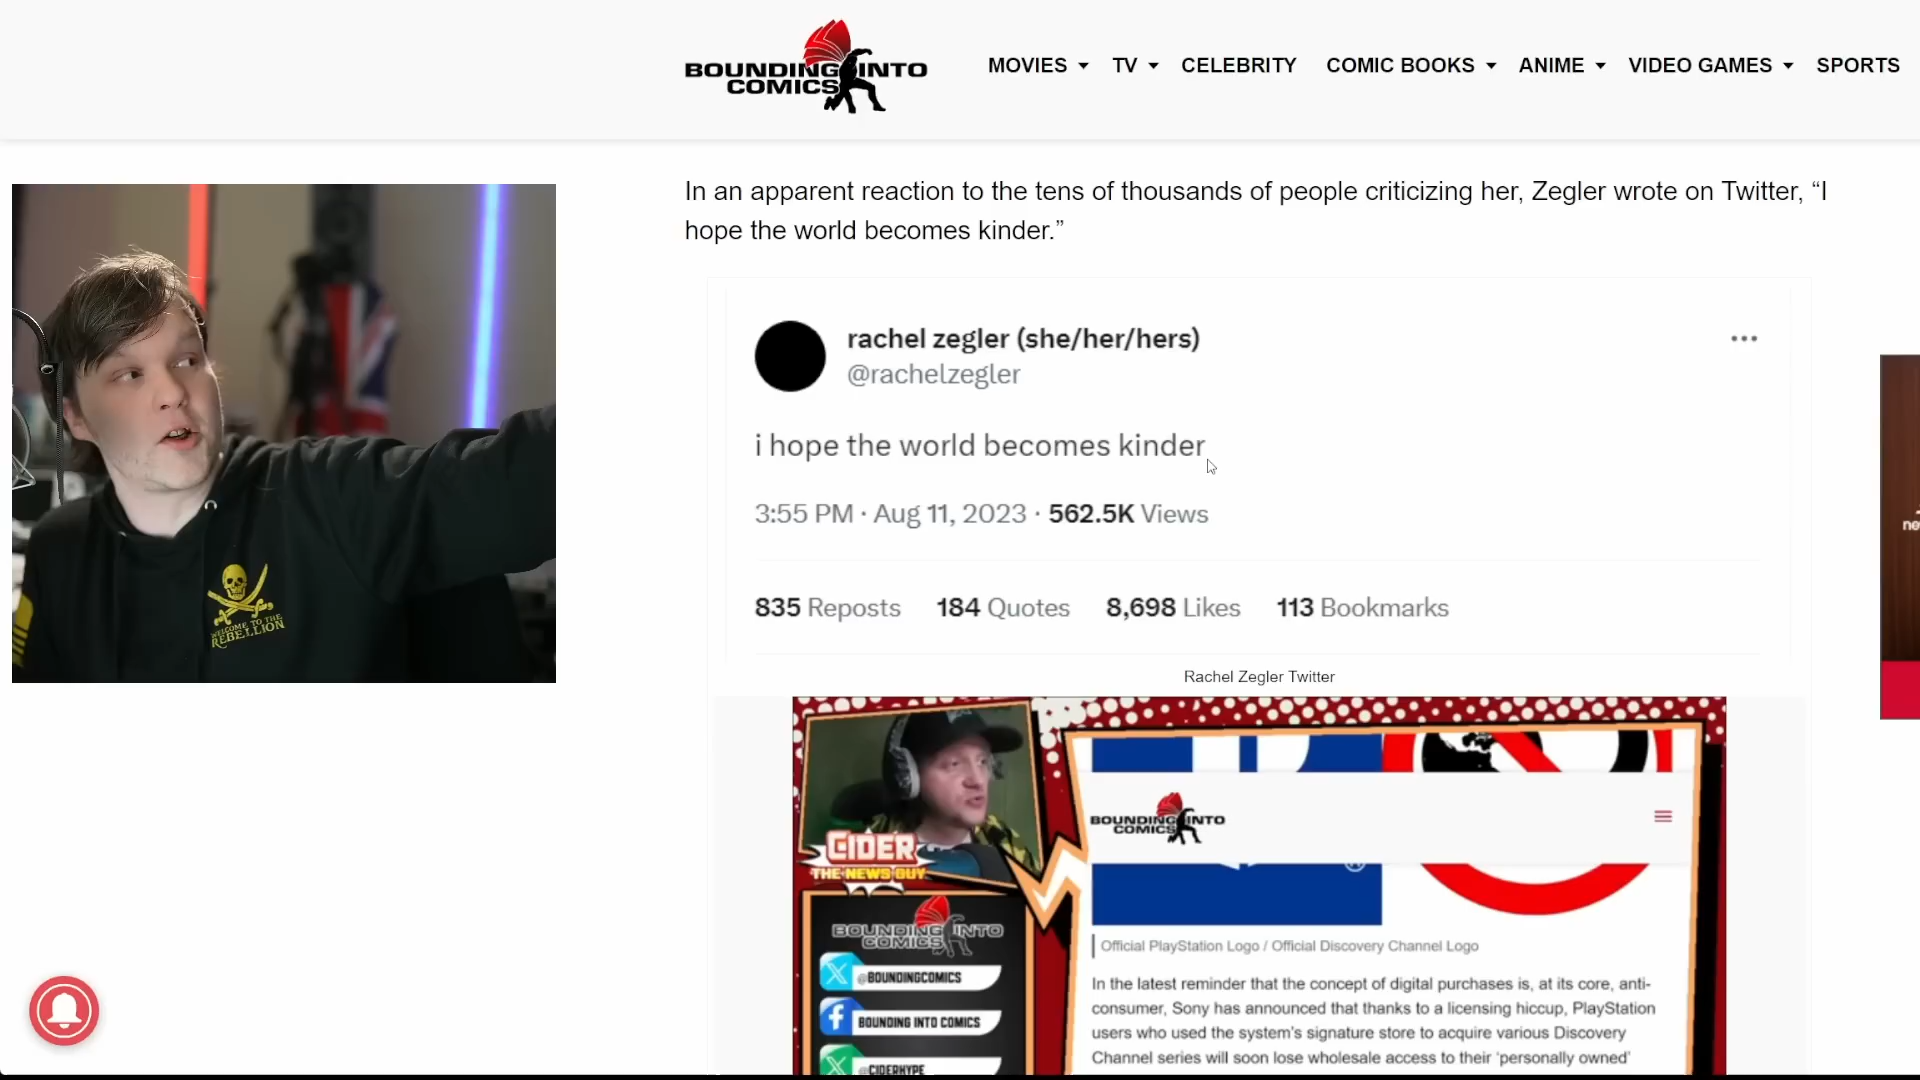 BOUNDING INTO
COMICS
MOVIES TV CELEBRITY COMIC BOOKS ANIME VIDEO GAMES SPORTS
In an apparent reaction to the tens of thousands of people criticizing her, Zegler wrote on Twitter, “I
hope the world becomes kinder.”
rachel zegler (she/her/hers)
@rachelzegler
i hope the world becomes kinder
3:55 PM · Aug 11, 2023 · 562.5K Views
835 Reposts 184 Quotes 8,698 Likes 113 Bookmarks
Rachel Zegler Twitter
WELCOME TO THE
REBELLION
ne
CIDER
THE NEWS GUY
BOUNDING INTO
COMICS
@BOUNDINGCOMICS
BOUNDING INTO COMICS
@CIDERHYPE
BOUNDING INTO
COMICS
Official PlayStation Logo / Official Discovery Channel Logo
In the latest reminder that the concept of digital purchases is, at its core, anti-
consumer, Sony has announced that thanks to a licensing hiccup, PlayStation
users who used the system's signature store to acquire various Discovery
Channel series will soon lose wholesale access to their 'personally owned'